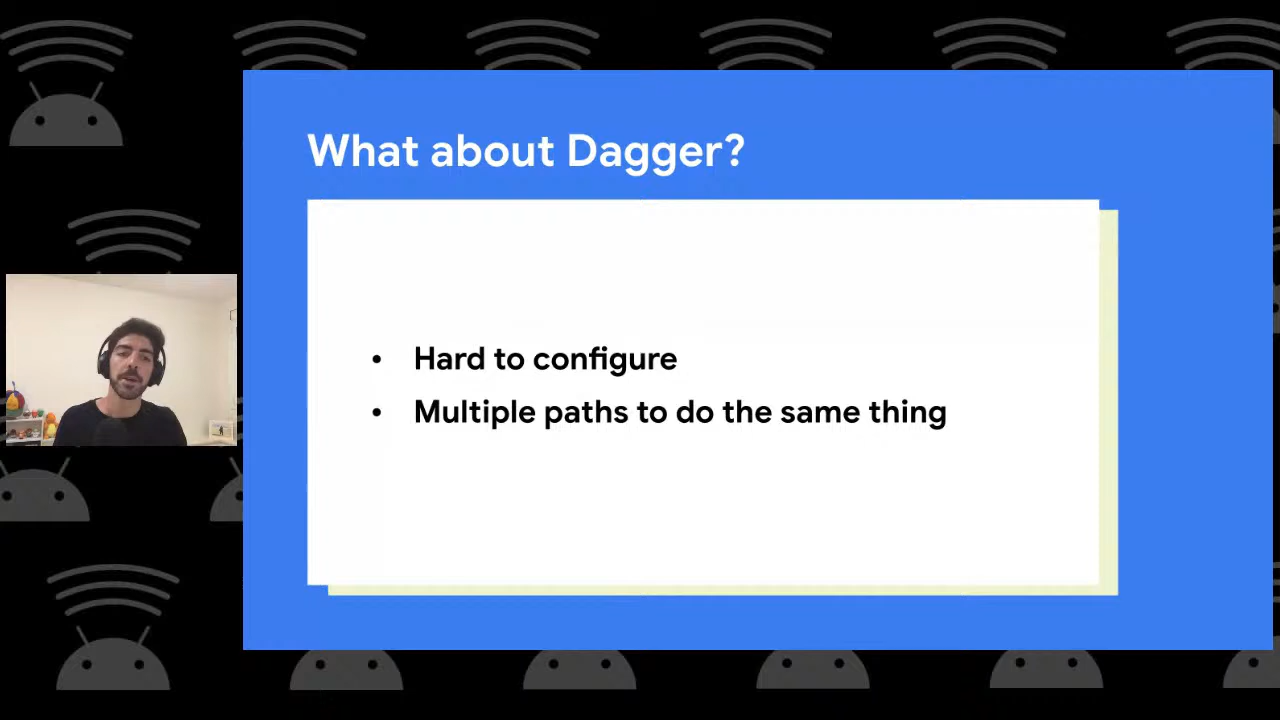 What about Dagger?
• Hard to configure
• Multiple paths to do the same thing